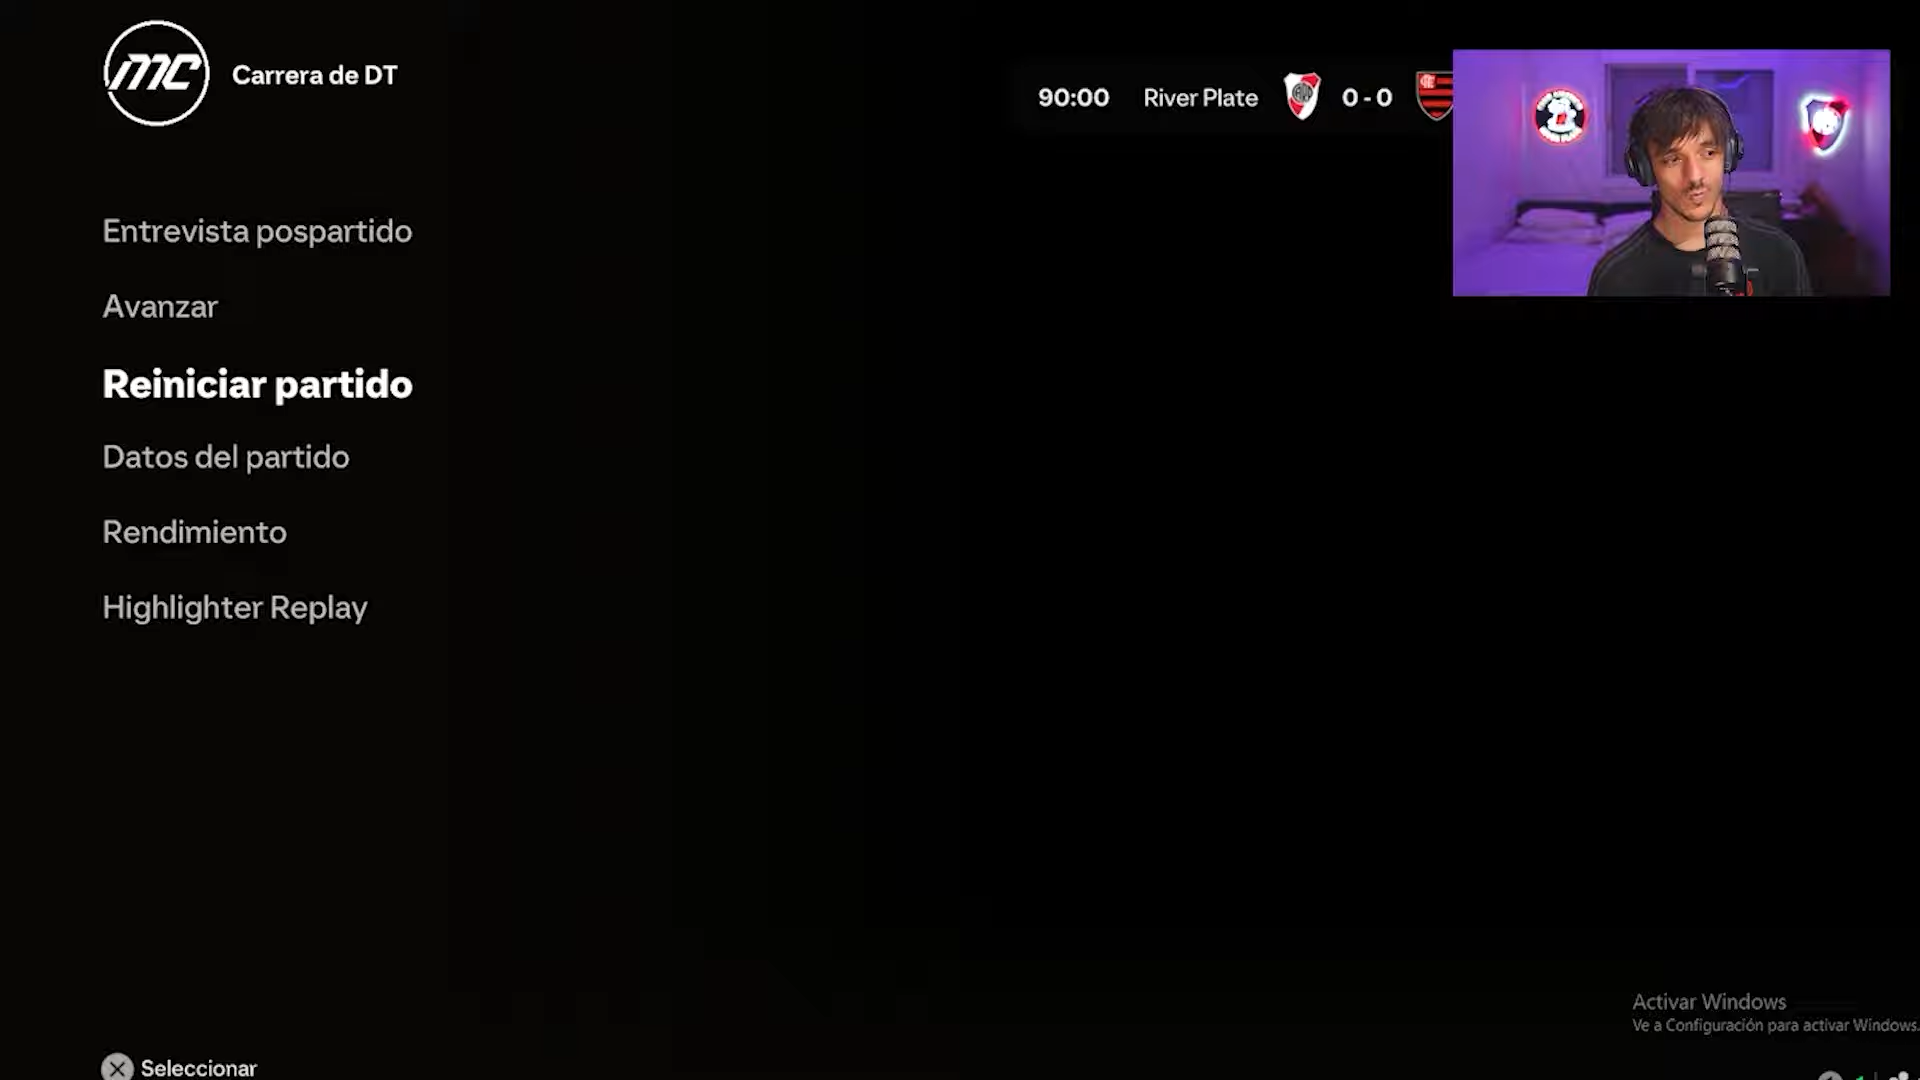 MC
Carrera de DT
90:00 River Plate 0 - 0
Entrevista pospartido
Avanzar
Reiniciar partido
Datos del partido
Rendimiento
Highlighter Replay
Activar Windows
Ve a Configuración para activar Windows.
Seleccionar